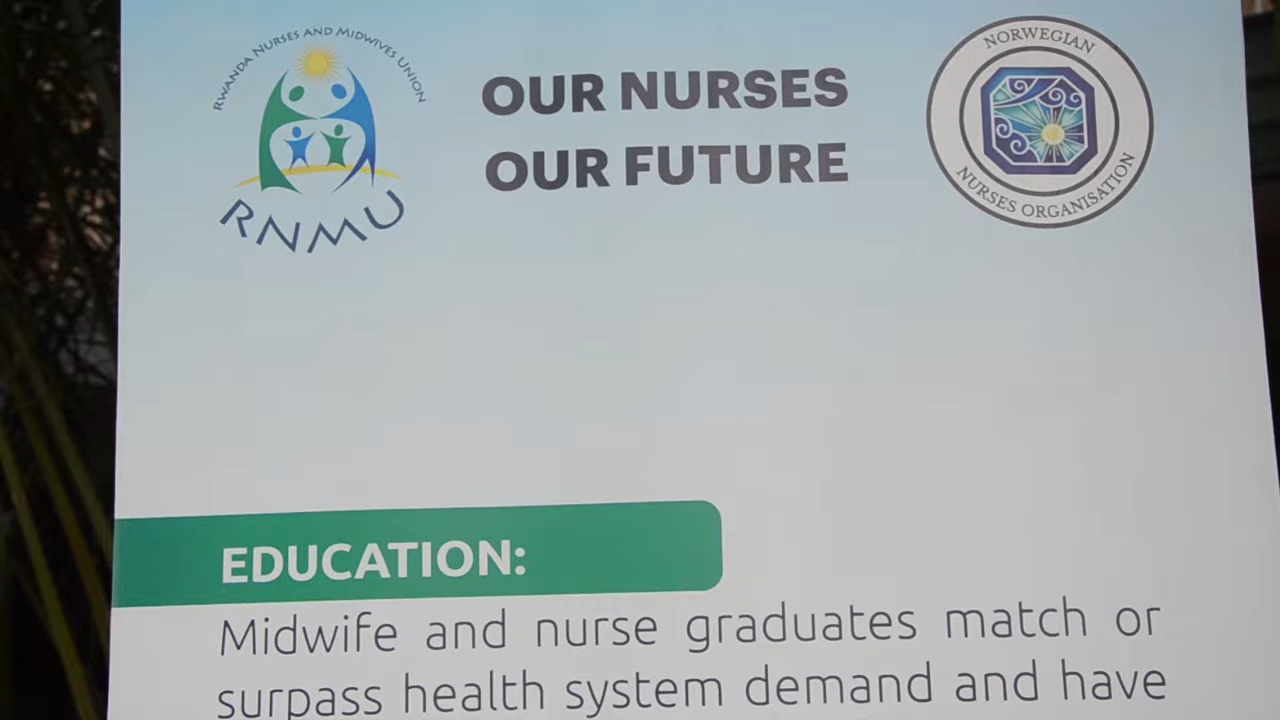 RWANDA NURSES AND MIDWIVES UNION
RNMU
OUR NURSES
OUR FUTURE
NORWEGIAN
NURSES ORGANISATION
EDUCATION:
Midwife and nurse graduates match or
surpass health system demand and have